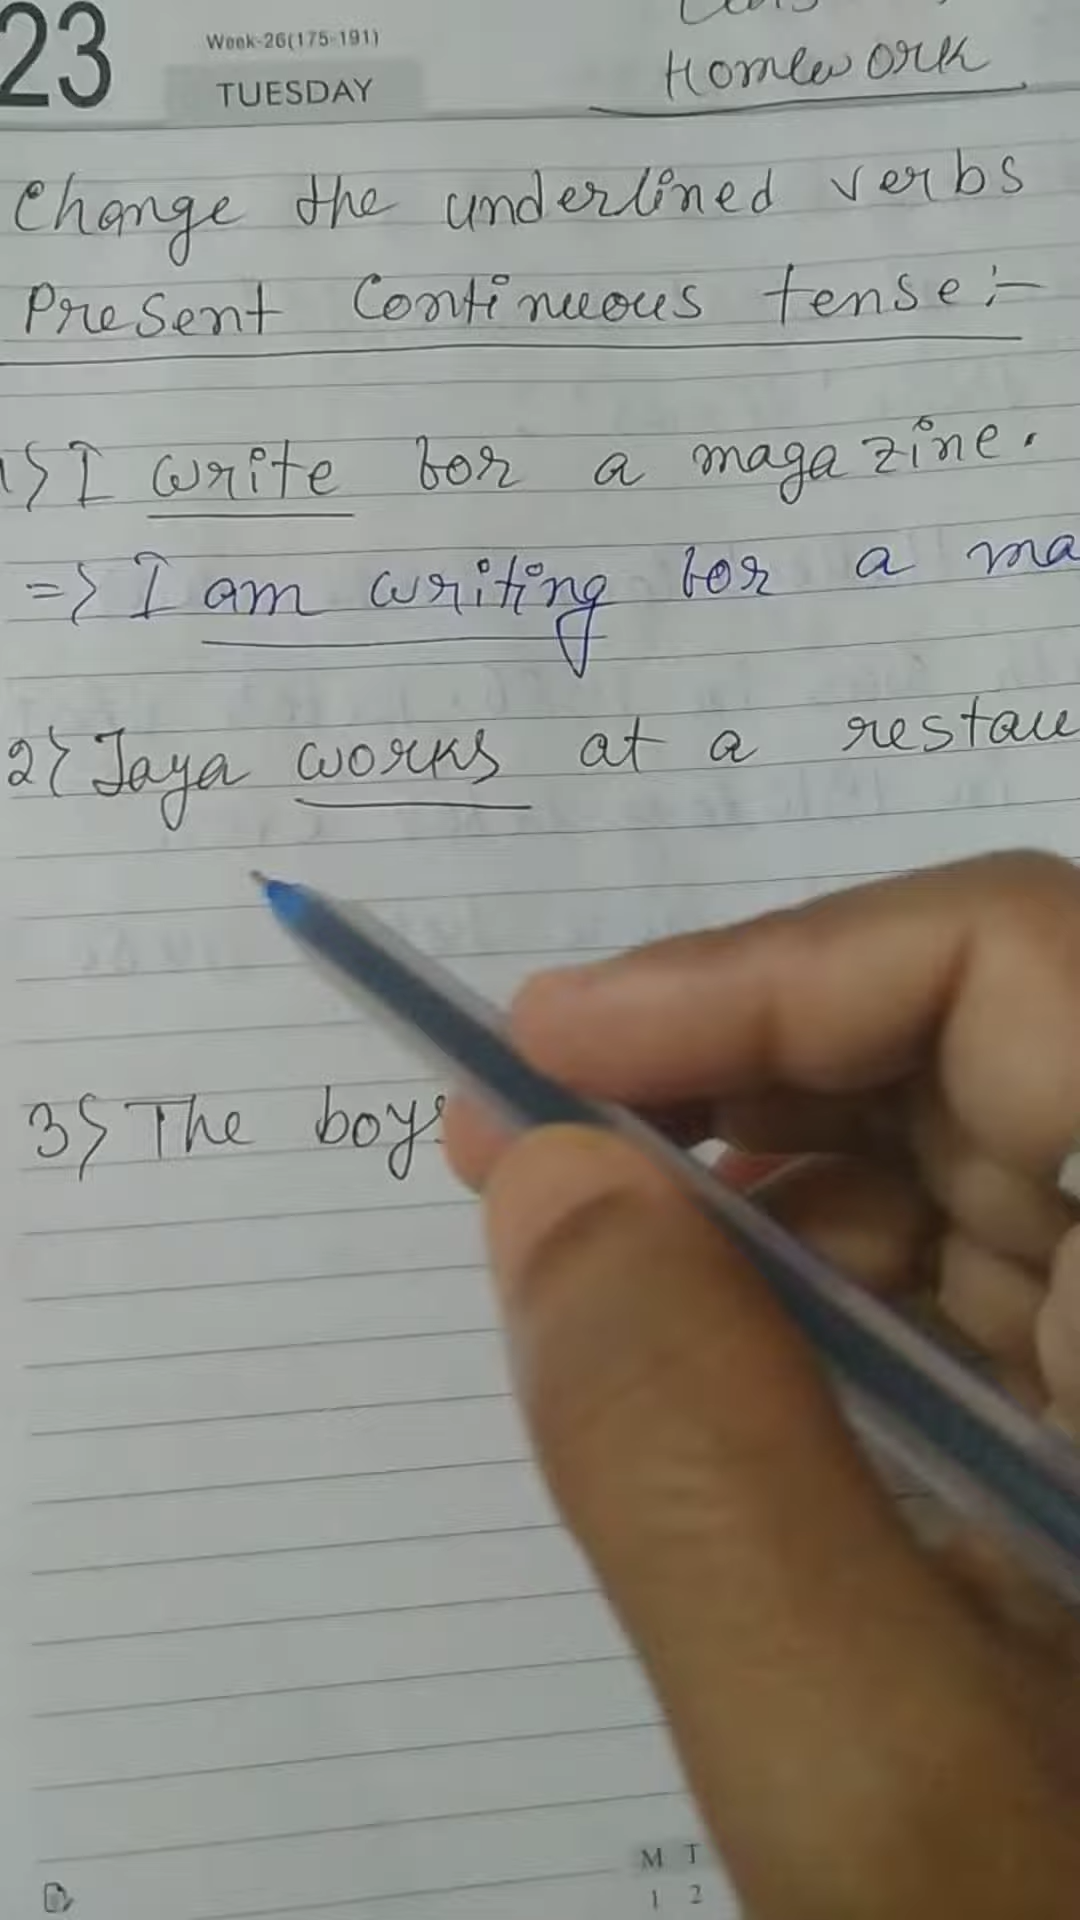 23
Week-26(175-191)
TUESDAY
Homework
Change the underlined verbs
Present Continuous tense :-
1) I write for a magazine.
=> I am writing for a ma
2) Jaya works at a restau
3) The boys
M T
1 2